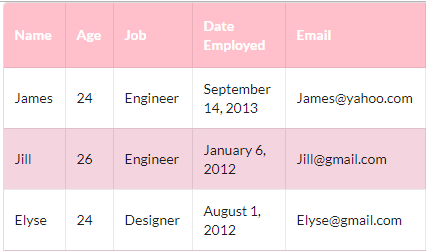 Name Age Job Date Employed Email
James 24 Engineer September 14, 2013 James@yahoo.com
Jill 26 Engineer January 6, 2012 Jill@gmail.com
Elyse 24 Designer August 1, 2012 Elyse@gmail.com